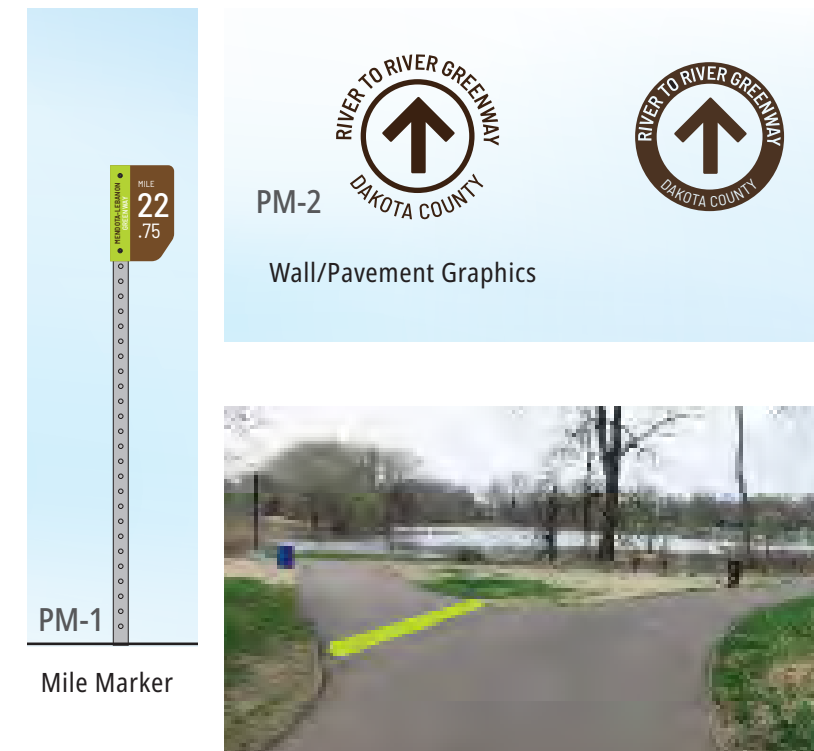 MENDOTA-LEBANON
GREENWAY
MILE
22
.75
PM-1
Mile Marker
RIVER TO RIVER GREENWAY
DAKOTA COUNTY
RIVER TO RIVER GREENWAY
DAKOTA COUNTY
PM-2
Wall/Pavement Graphics